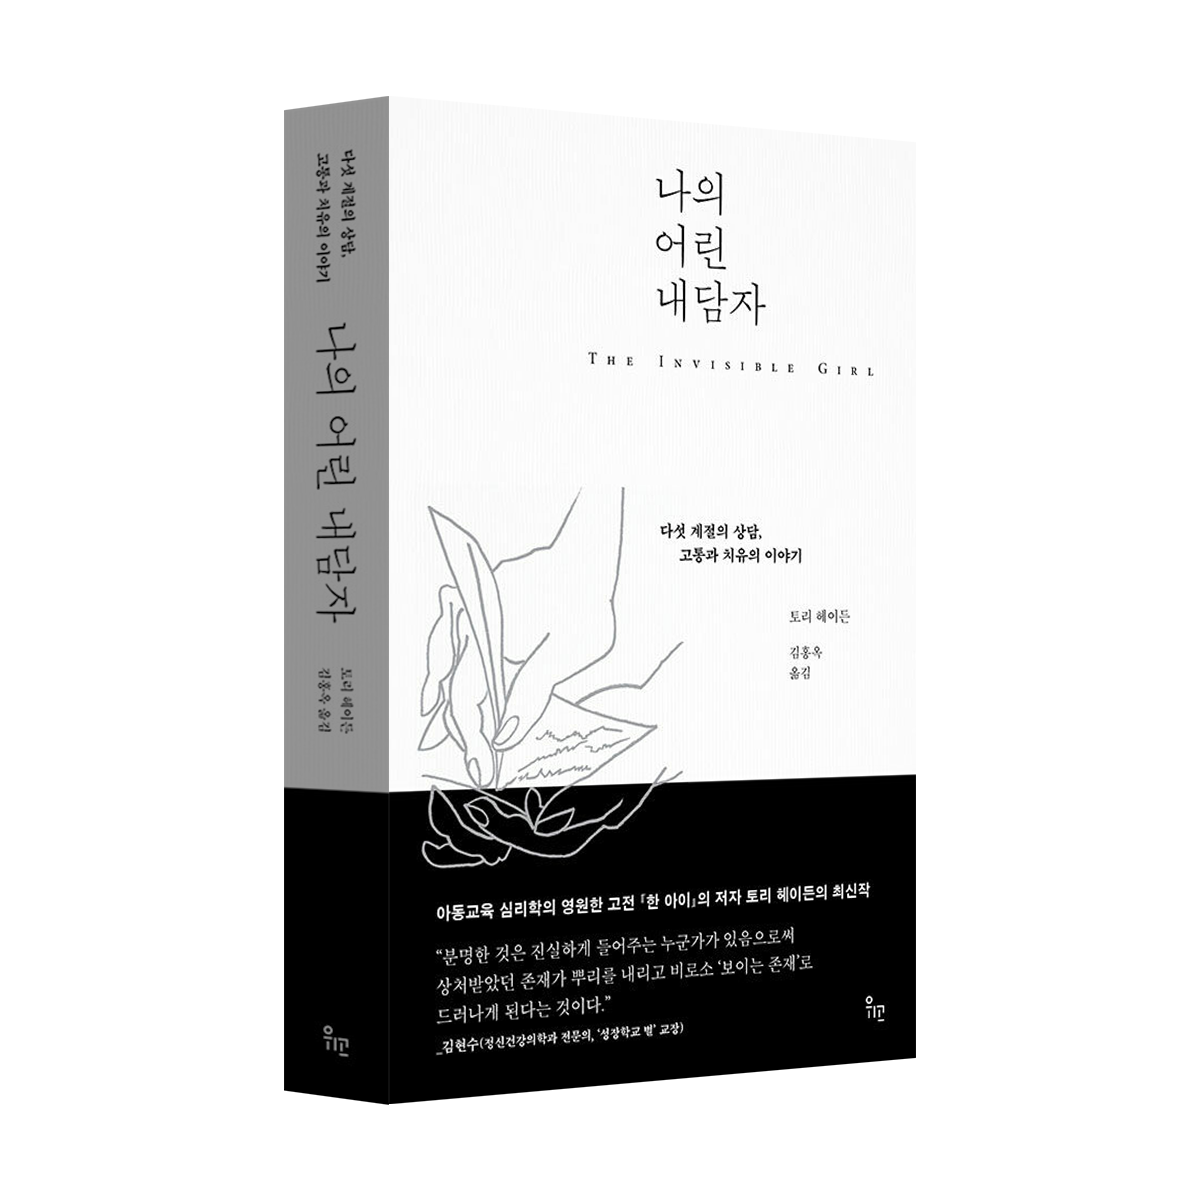 다섯 계절의 상담,
고통과 치유의 이야기
나의 어린 내담자
토리 헤이든
김홍옥 옮김
위고
나의
어린
내담자
THE INVISIBLE GIRL
다섯 계절의 상담,
고통과 치유의 이야기
토리 헤이든
김홍옥
옮김
아동교육 심리학의 영원한 고전 『한 아이』의 저자 토리 헤이든의 최신작
“분명한 것은 진실하게 들어주는 누군가가 있음으로써
상처받았던 존재가 뿌리를 내리고 비로소 ‘보이는 존재’로
드러나게 된다는 것이다.”
_김현수(정신건강의학과 전문의, ‘성장학교 별’ 교장)
위고